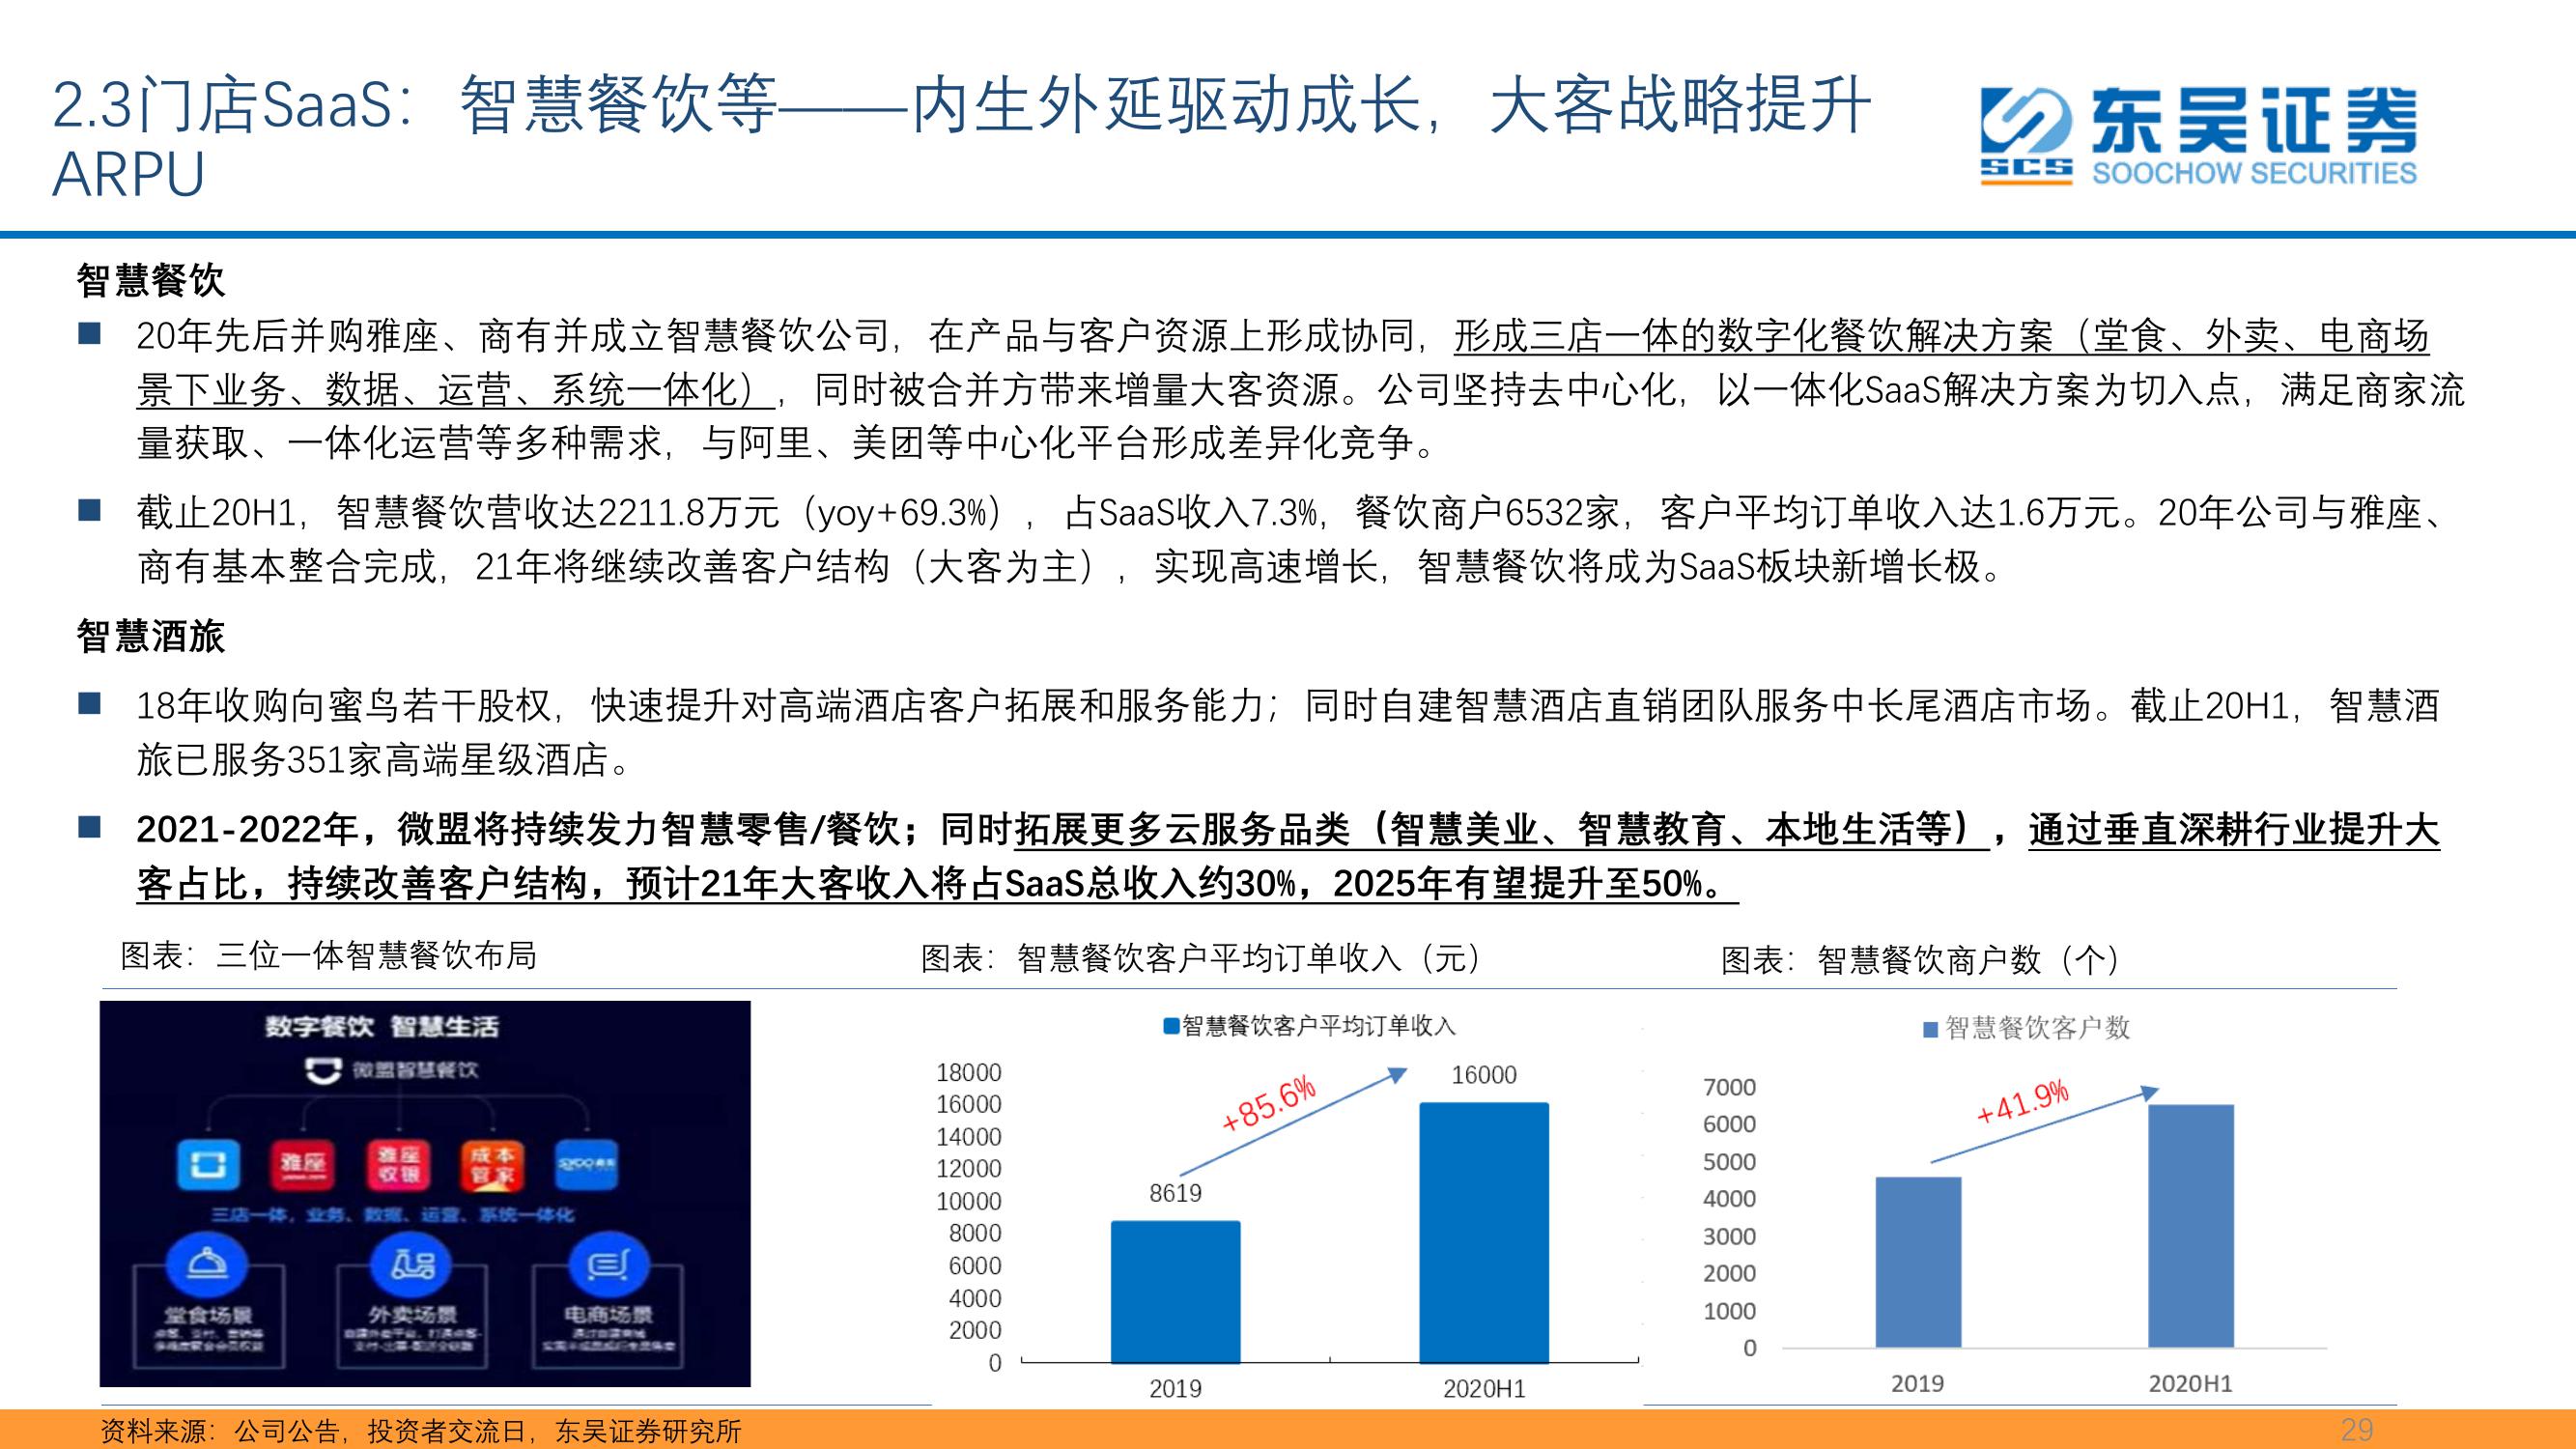 2.3门店SaaS：智慧餐饮等——内生外延驱动成长，大客战略提升
ARPU
SCS
东吴证券
SOOCHOW SECURITIES
智慧餐饮
20年先后并购雅座、商有并成立智慧餐饮公司，在产品与客户资源上形成协同，形成三店一体的数字化餐饮解决方案（堂食、外卖、电商场
景下业务、数据、运营、系统一体化），同时被合并方带来增量大客资源。公司坚持去中心化，以一体化SaaS解决方案为切入点，满足商家流
量获取、一体化运营等多种需求，与阿里、美团等中心化平台形成差异化竞争。
截止20H1，智慧餐饮营收达2211.8万元（yoy+69.3%），占SaaS收入7.3%，餐饮商户6532家，客户平均订单收入达1.6万元。20年公司与雅座、
商有基本整合完成，21年将继续改善客户结构（大客为主），实现高速增长，智慧餐饮将成为SaaS板块新增长极。
智慧酒旅
18年收购向蜜鸟若干股权，快速提升对高端酒店客户拓展和服务能力；同时自建智慧酒店直销团队服务中长尾酒店市场。截止20H1，智慧酒
旅已服务351家高端星级酒店。
2021-2022年，微盟将持续发力智慧零售/餐饮；同时拓展更多云服务品类（智慧美业、智慧教育、本地生活等），通过垂直深耕行业提升大
客占比，持续改善客户结构，预计21年大客收入将占SaaS总收入约30%，2025年有望提升至50%。
图表：三位一体智慧餐饮布局
数字餐饮 智慧生活
微盟智慧餐饮
雅座
雅座
收银
成本
管家
三店一体，业务、数据、运营、系统一体化
堂食场景
外卖场景
电商场景
图表：智慧餐饮客户平均订单收入（元）
智慧餐饮客户平均订单收入
18000
16000
14000
12000
10000
8000
6000
4000
2000
0
+85.6%
8619
16000
2019
2020H1
图表：智慧餐饮商户数（个）
智慧餐饮客户数
7000
6000
5000
4000
3000
2000
1000
0
+41.9%
2019
2020H1
资料来源：公司公告，投资者交流日，东吴证券研究所
29